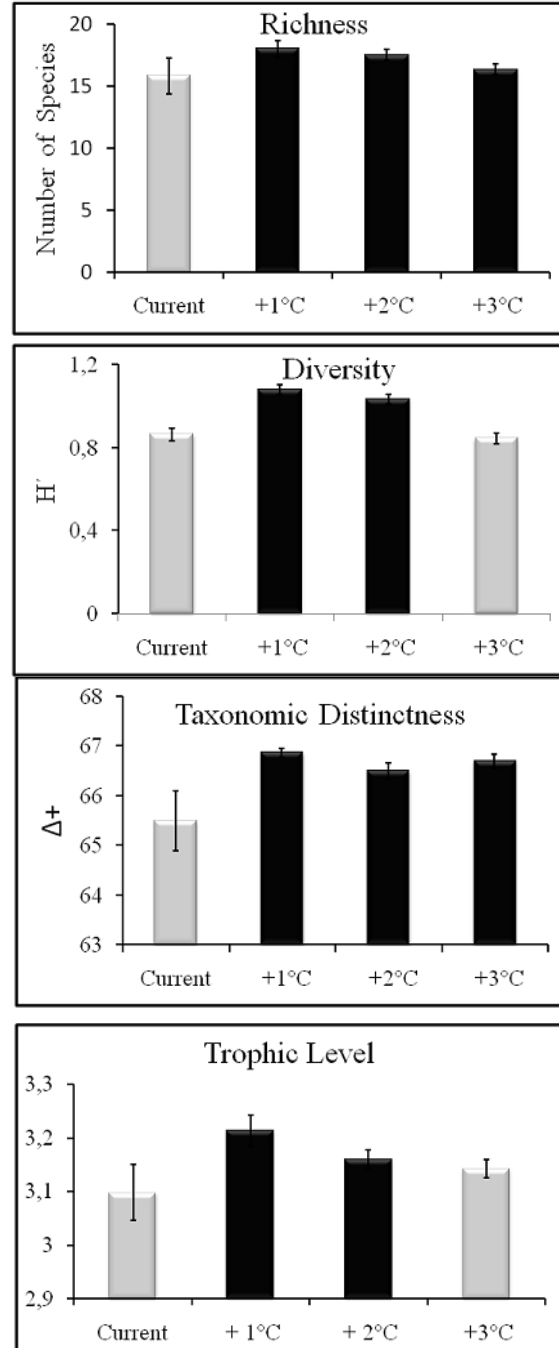 Richness
Number of Species
20
15
10
5
0
Current +1°C +2°C +3°C
Diversity
H´
1,2
0,8
0,4
0
Current +1°C +2°C +3°C
Taxonomic Distinctness
Δ+
68
67
66
65
64
63
Current +1°C +2°C +3°C
Trophic Level
3,3
3,2
3,1
3
2,9
Current + 1°C + 2°C +3°C